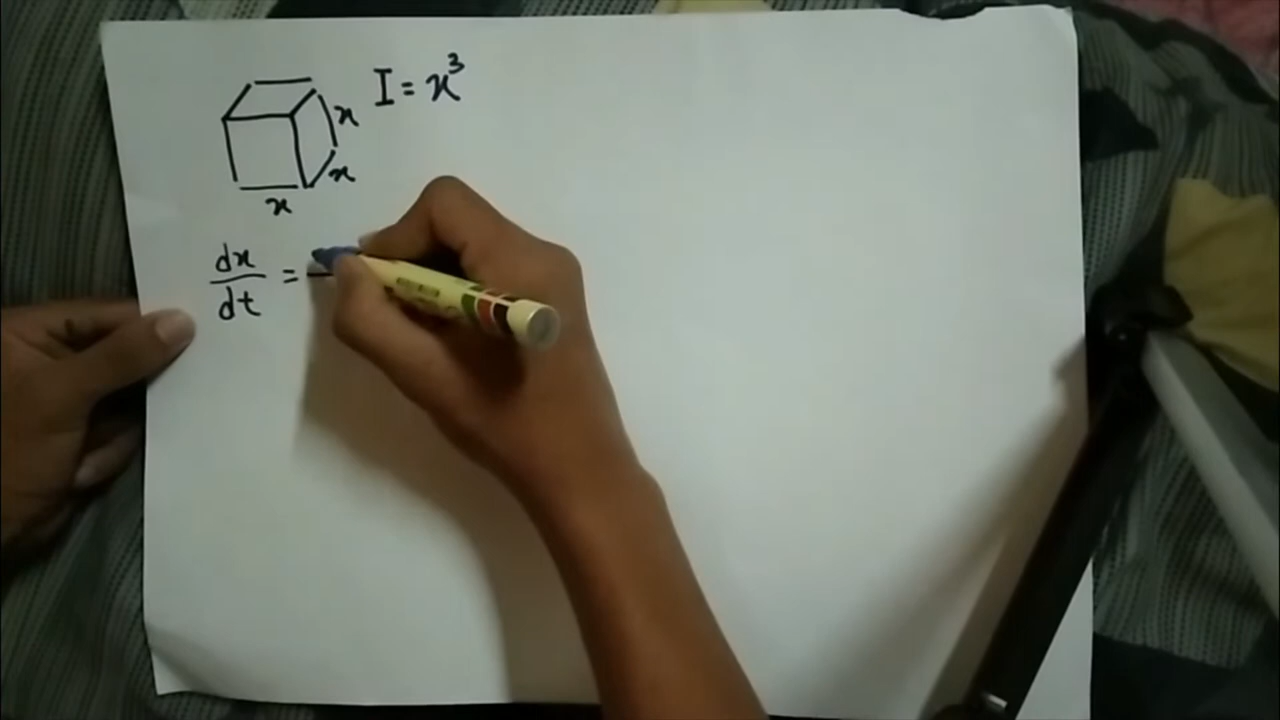 I = x³
x
x
x
dx/dt =